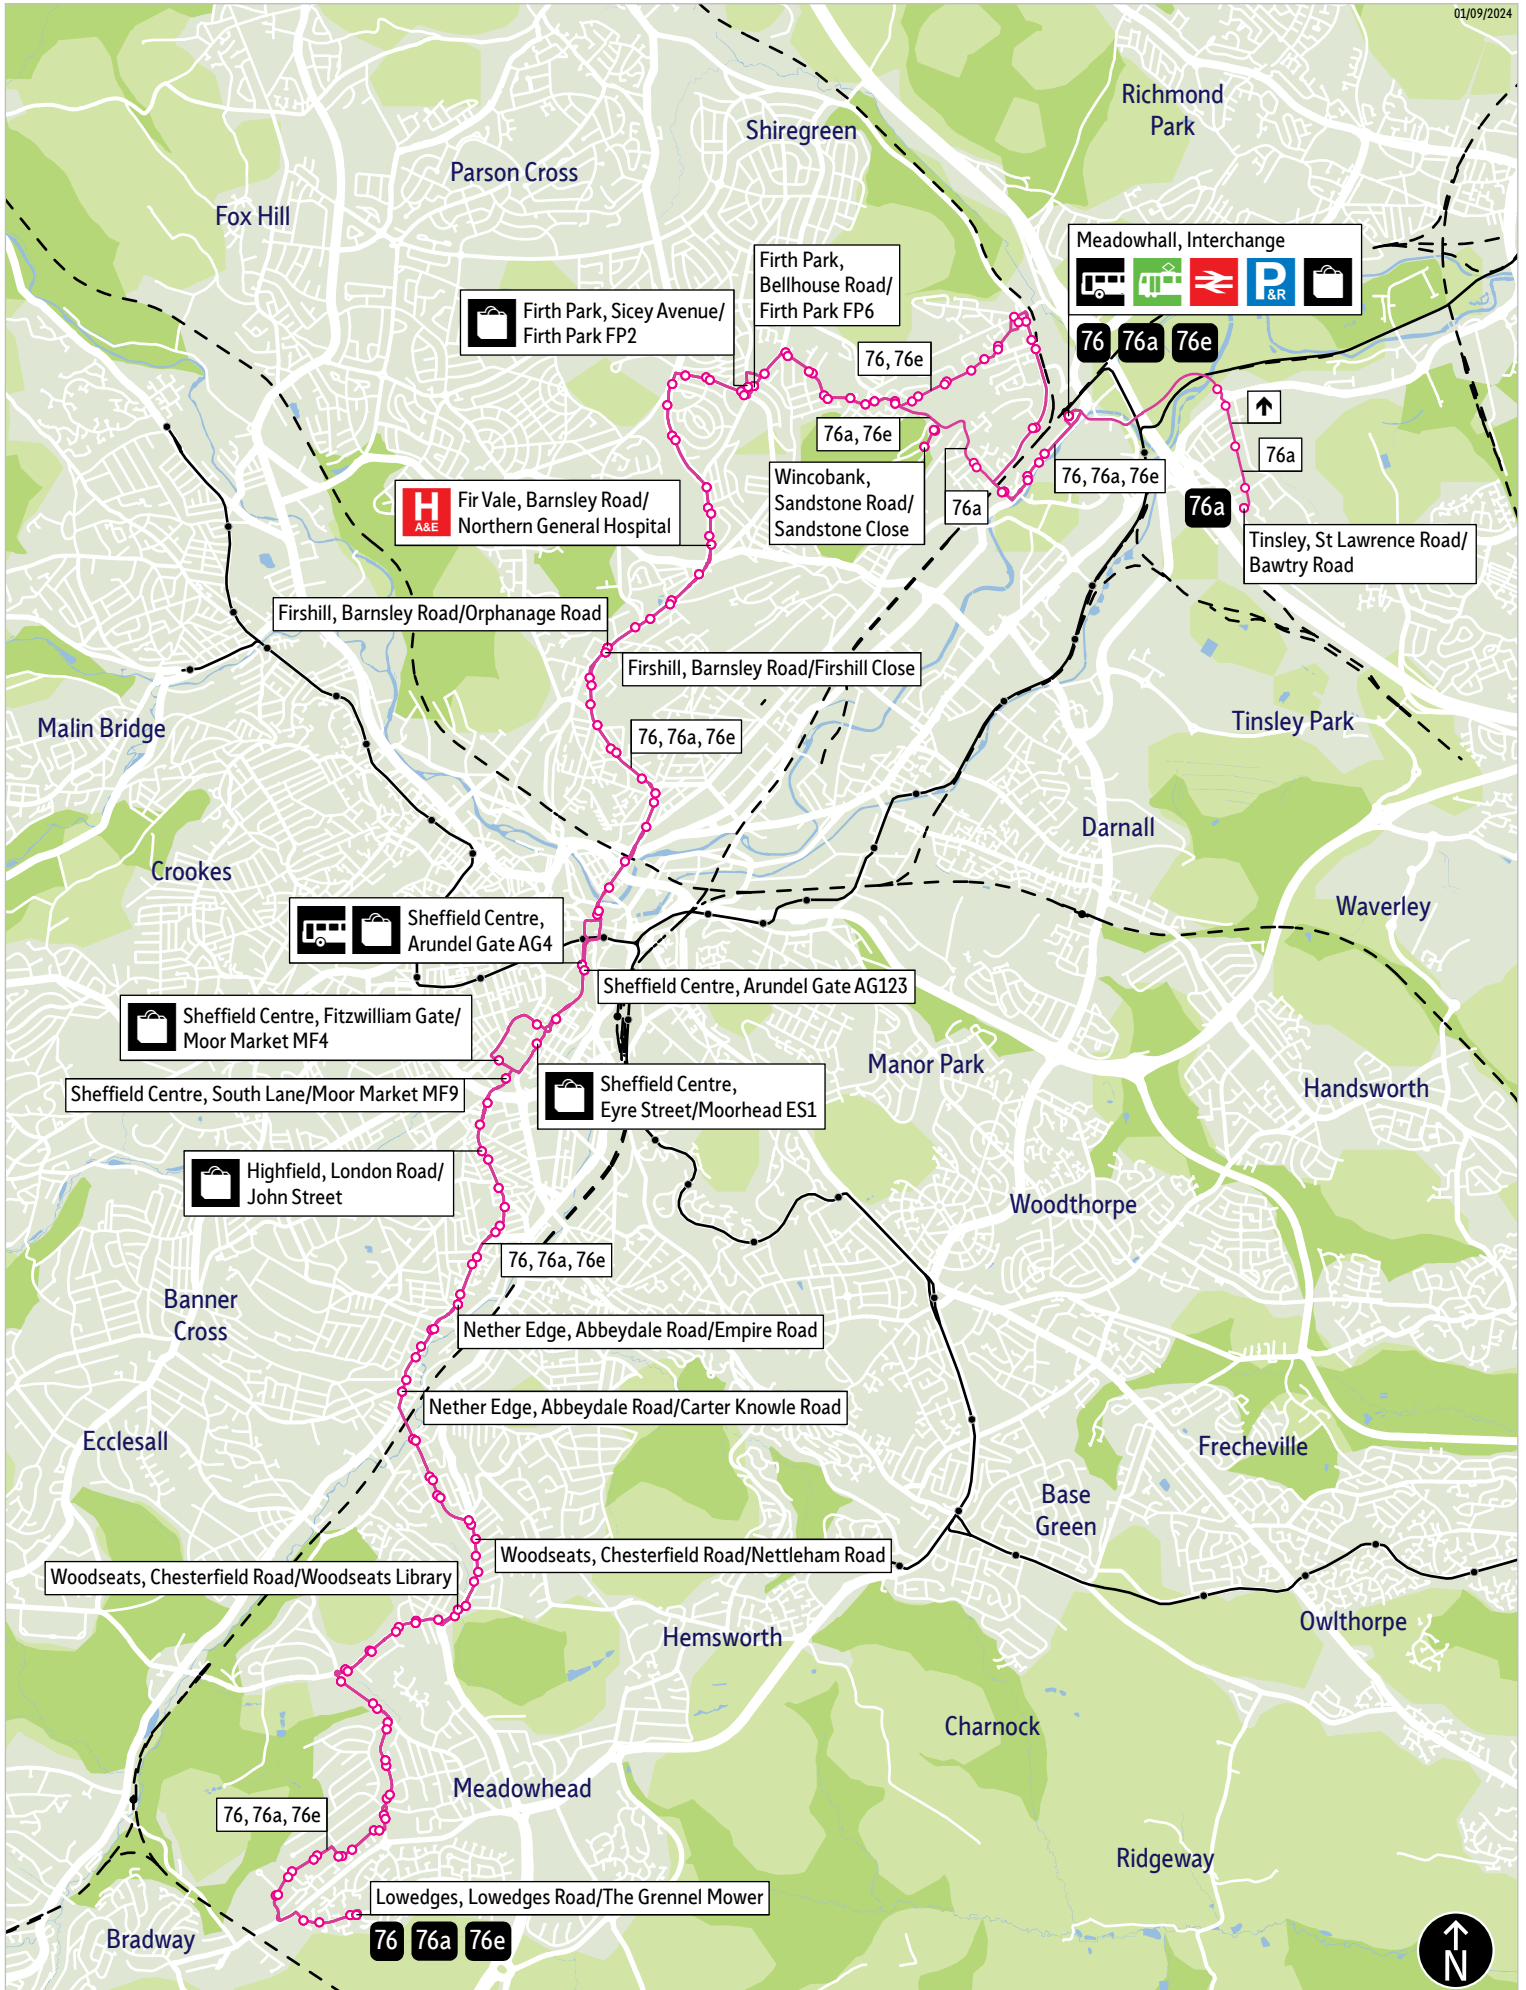 01/09/2024
Richmond
Park
Shiregreen
Parson Cross
Fox Hill
Meadowhall, Interchange
P
&R
76 76a 76e
Firth Park,
Bellhouse Road/
Firth Park FP6
Firth Park, Sicey Avenue/
Firth Park FP2
76, 76e
76a, 76e
76a
76, 76a, 76e
76a
76a
Wincobank,
Sandstone Road/
Sandstone Close
Tinsley, St Lawrence Road/
Bawtry Road
H
A&E
Fir Vale, Barnsley Road/
Northern General Hospital
Firshill, Barnsley Road/Orphanage Road
Firshill, Barnsley Road/Firshill Close
Malin Bridge
76, 76a, 76e
Tinsley Park
Darnall
Crookes
Waverley
Sheffield Centre,
Arundel Gate AG4
Sheffield Centre, Arundel Gate AG123
Sheffield Centre, Fitzwilliam Gate/
Moor Market MF4
Manor Park
Handsworth
Sheffield Centre, South Lane/Moor Market MF9
Sheffield Centre,
Eyre Street/Moorhead ES1
Highfield, London Road/
John Street
Woodthorpe
76, 76a, 76e
Banner
Cross
Nether Edge, Abbeydale Road/Empire Road
Nether Edge, Abbeydale Road/Carter Knowle Road
Ecclesall
Frecheville
Base
Green
Woodseats, Chesterfield Road/Nettleham Road
Woodseats, Chesterfield Road/Woodseats Library
Owlthorpe
Hemsworth
Charnock
Meadowhead
76, 76a, 76e
Ridgeway
Lowedges, Lowedges Road/The Grennel Mower
76 76a 76e
Bradway
N